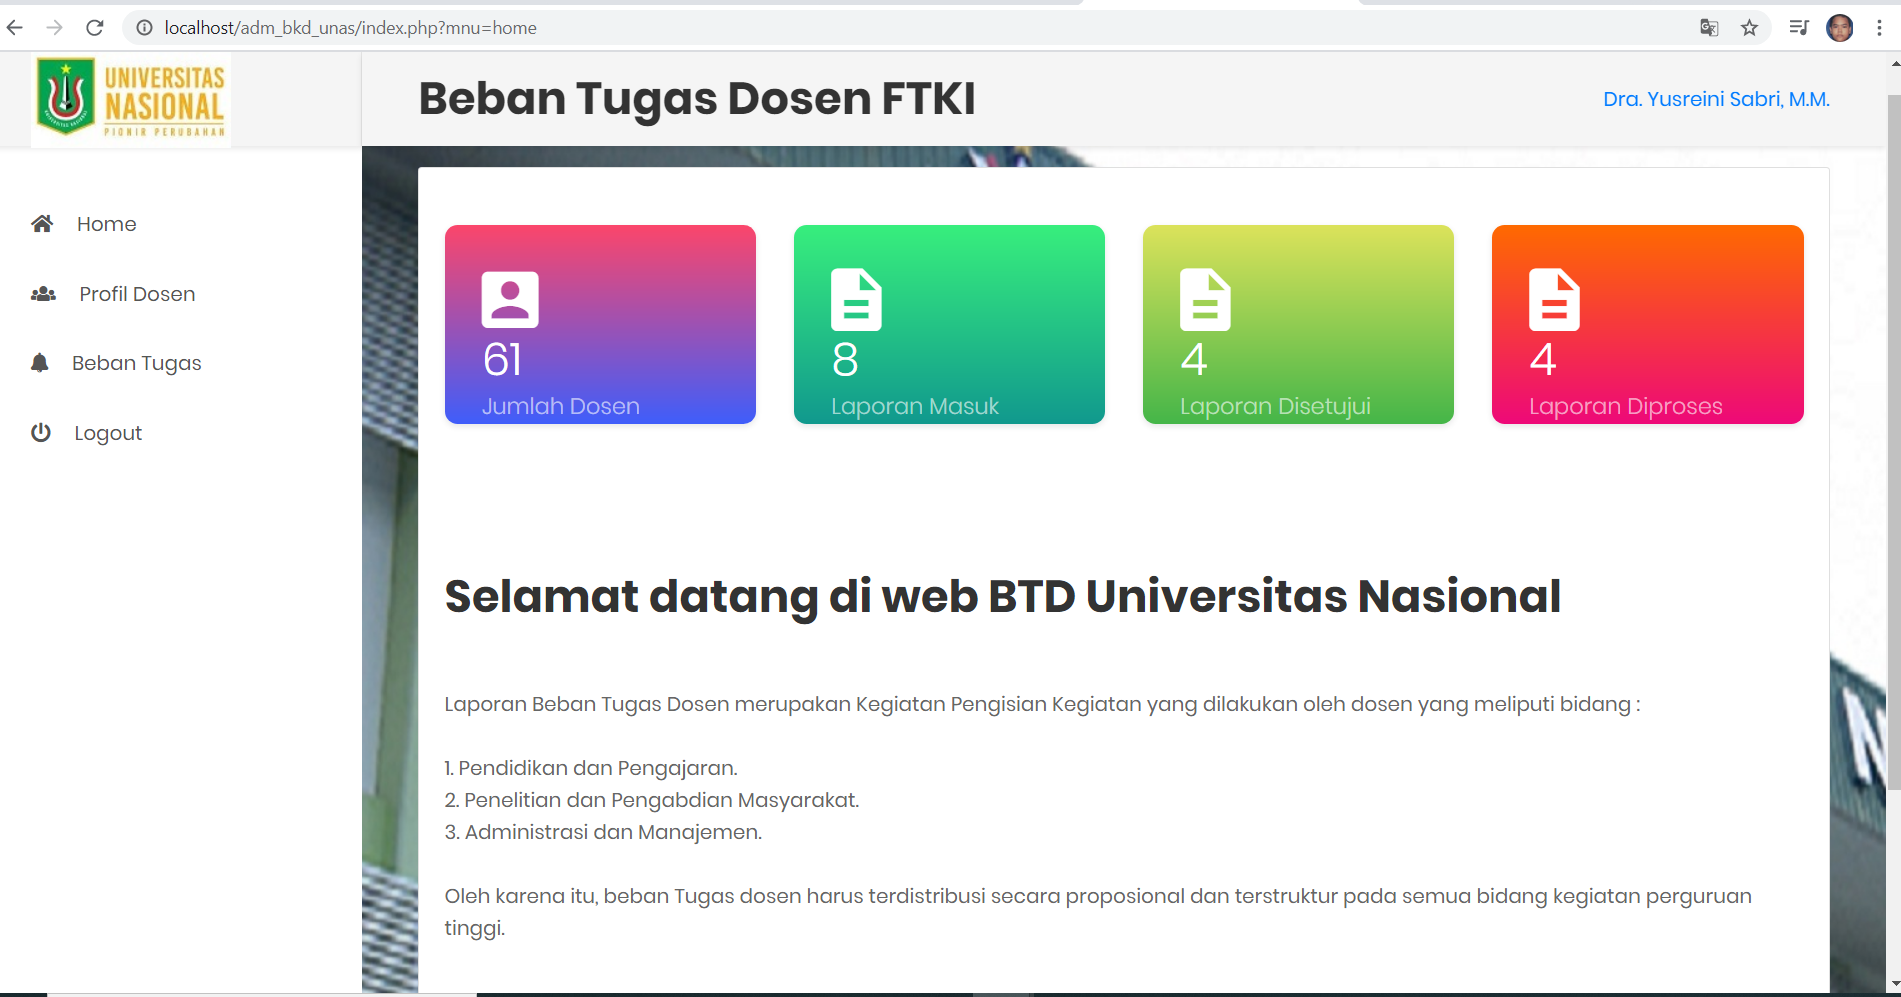 localhost/adm_bkd_unas/index.php?mnu=home
UNIVERSITAS
NASIONAL
PIONIR PERUBAHAN
Beban Tugas Dosen FTKI
Dra. Yusreini Sabri, M.M.
Home
Profil Dosen
Beban Tugas
Logout
61
Jumlah Dosen
8
Laporan Masuk
4
Laporan Disetujui
4
Laporan Diproses
Selamat datang di web BTD Universitas Nasional
Laporan Beban Tugas Dosen merupakan Kegiatan Pengisian Kegiatan yang dilakukan oleh dosen yang meliputi bidang :
1. Pendidikan dan Pengajaran.
2. Penelitian dan Pengabdian Masyarakat.
3. Administrasi dan Manajemen.
Oleh karena itu, beban Tugas dosen harus terdistribusi secara proposional dan terstruktur pada semua bidang kegiatan perguruan
tinggi.